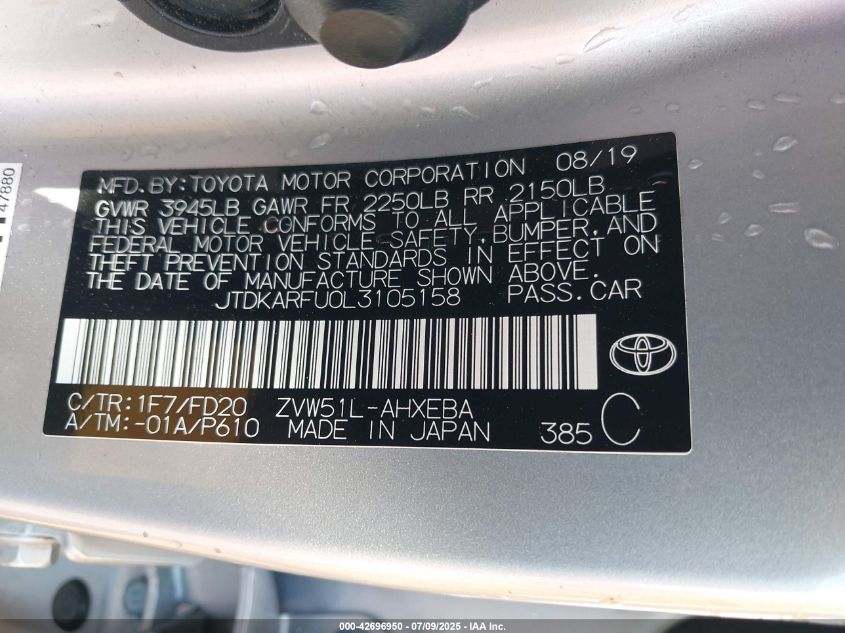 47880
MFD.BY:TOYOTA MOTOR CORPORATION 08/19
GVWR 3945LB GAWR FR 2250LB RR 2150LB
THIS VEHICLE CONFORMS TO ALL APPLICABLE
FEDERAL MOTOR VEHICLE SAFETY,BUMPER,AND
THEFT PREVENTION STANDARDS IN EFFECT ON
THE DATE OF MANUFACTURE SHOWN ABOVE.
JTDKARFU0L3105158 PASS.CAR
C/TR:1F7/FD20 ZVW51L-AHXEBA
A/TM:-01A/P610 MADE IN JAPAN 385 C
000-42696950 - 07/09/2025 - IAA Inc.